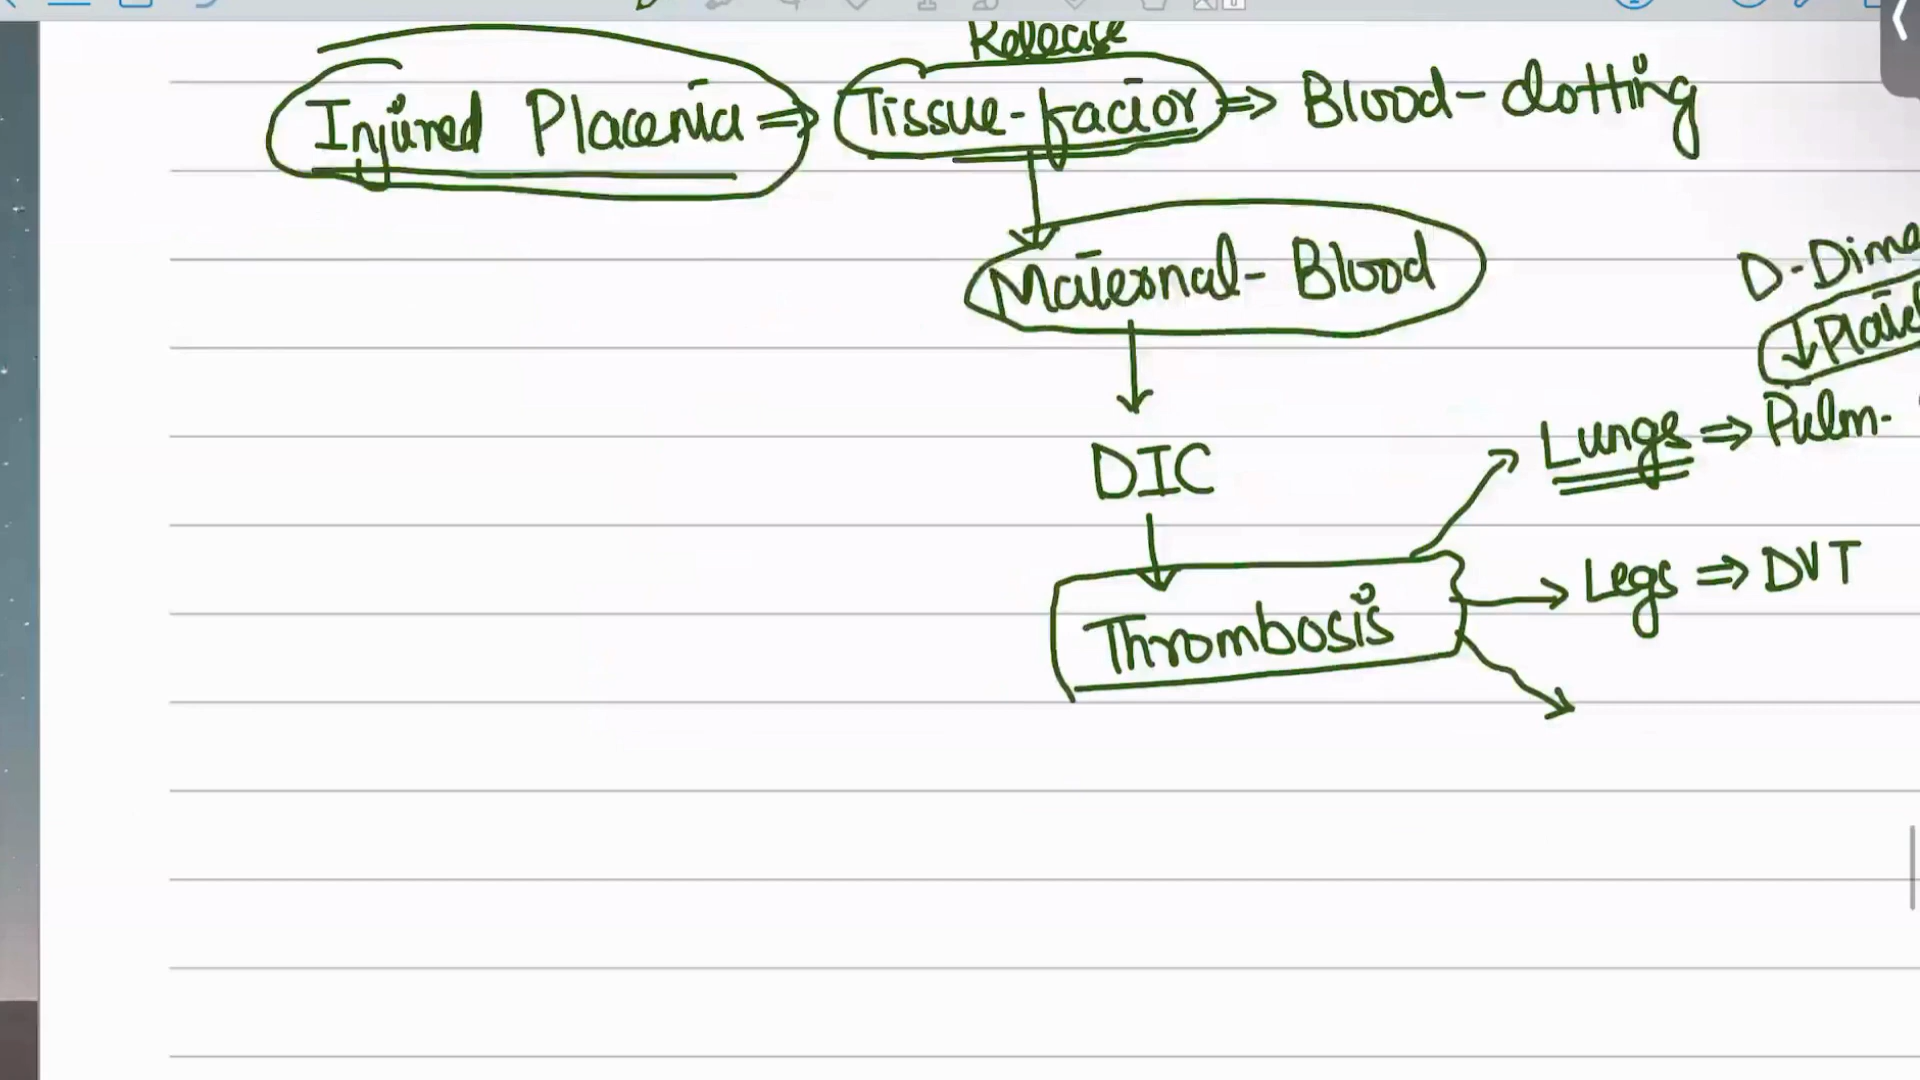 Release
Injured Placenta ⇒ Tissue-factor ⇒ Blood-clotting
Maternal-Blood
D-Dime
↓Plate
DIC
Lungs ⇒ Pulm-
Legs ⇒ DVT
Thrombosis